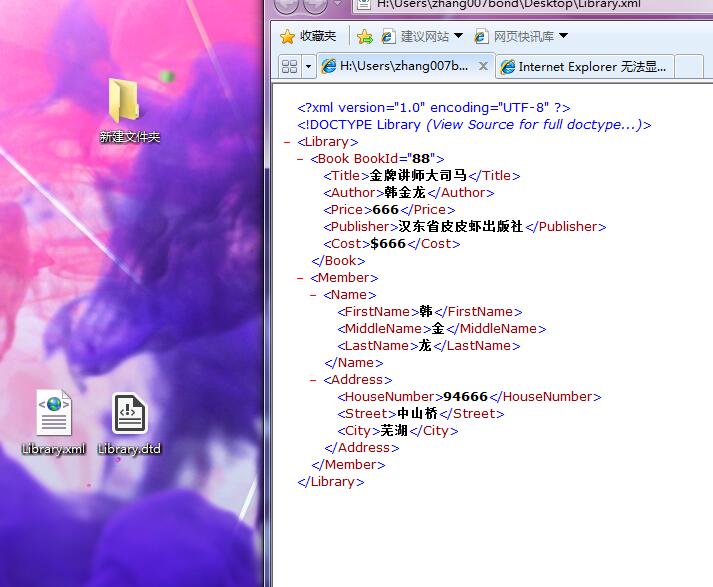 H:\Users\zhang007bond\Desktop\Library.xml
收藏夹
建议网站
网页快讯库
H:\Users\zhang007b...
Internet Explorer 无法显...
新建文件夹
Library.xml
Library.dtd
<?xml version="1.0" encoding="UTF-8" ?>
<!DOCTYPE Library (View Source for full doctype...)>
- <Library>
- <Book BookId="88">
<Title>金牌讲师大司马</Title>
<Author>韩金龙</Author>
<Price>666</Price>
<Publisher>汉东省皮皮虾出版社</Publisher>
<Cost>$666</Cost>
</Book>
- <Member>
- <Name>
<FirstName>韩</FirstName>
<MiddleName>金</MiddleName>
<LastName>龙</LastName>
</Name>
- <Address>
<HouseNumber>94666</HouseNumber>
<Street>中山桥</Street>
<City>芜湖</City>
</Address>
</Member>
</Library>